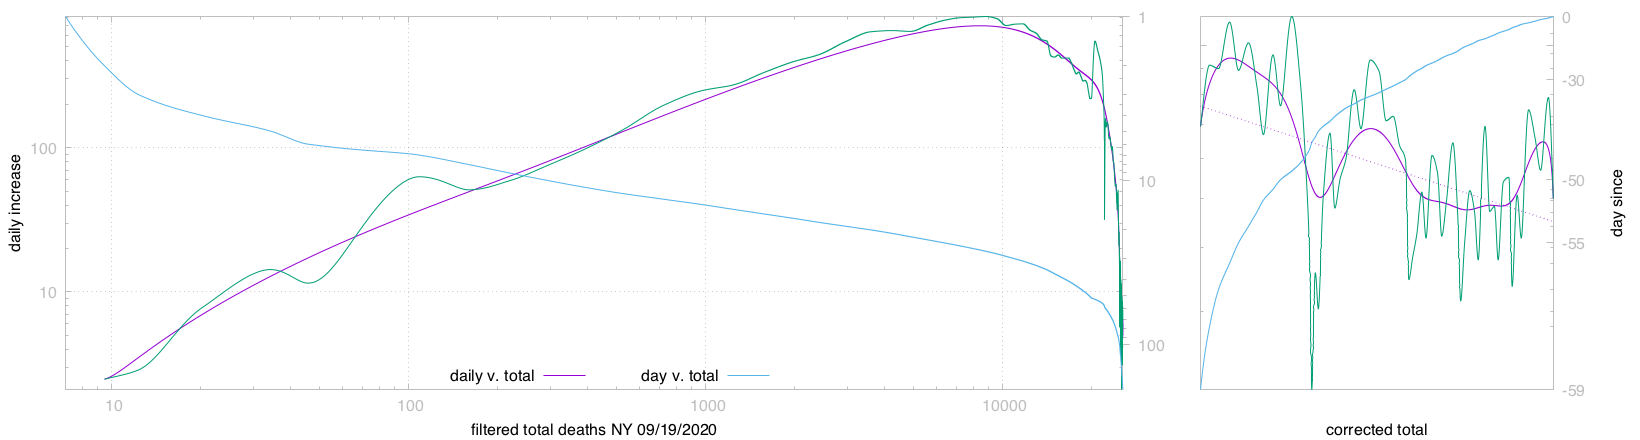 daily increase
100
10
1
10
100
daily v. total
day v. total
10
100
1000
10000
filtered total deaths NY 09/19/2020
0
-30
-50
-55
-59
day since
corrected total